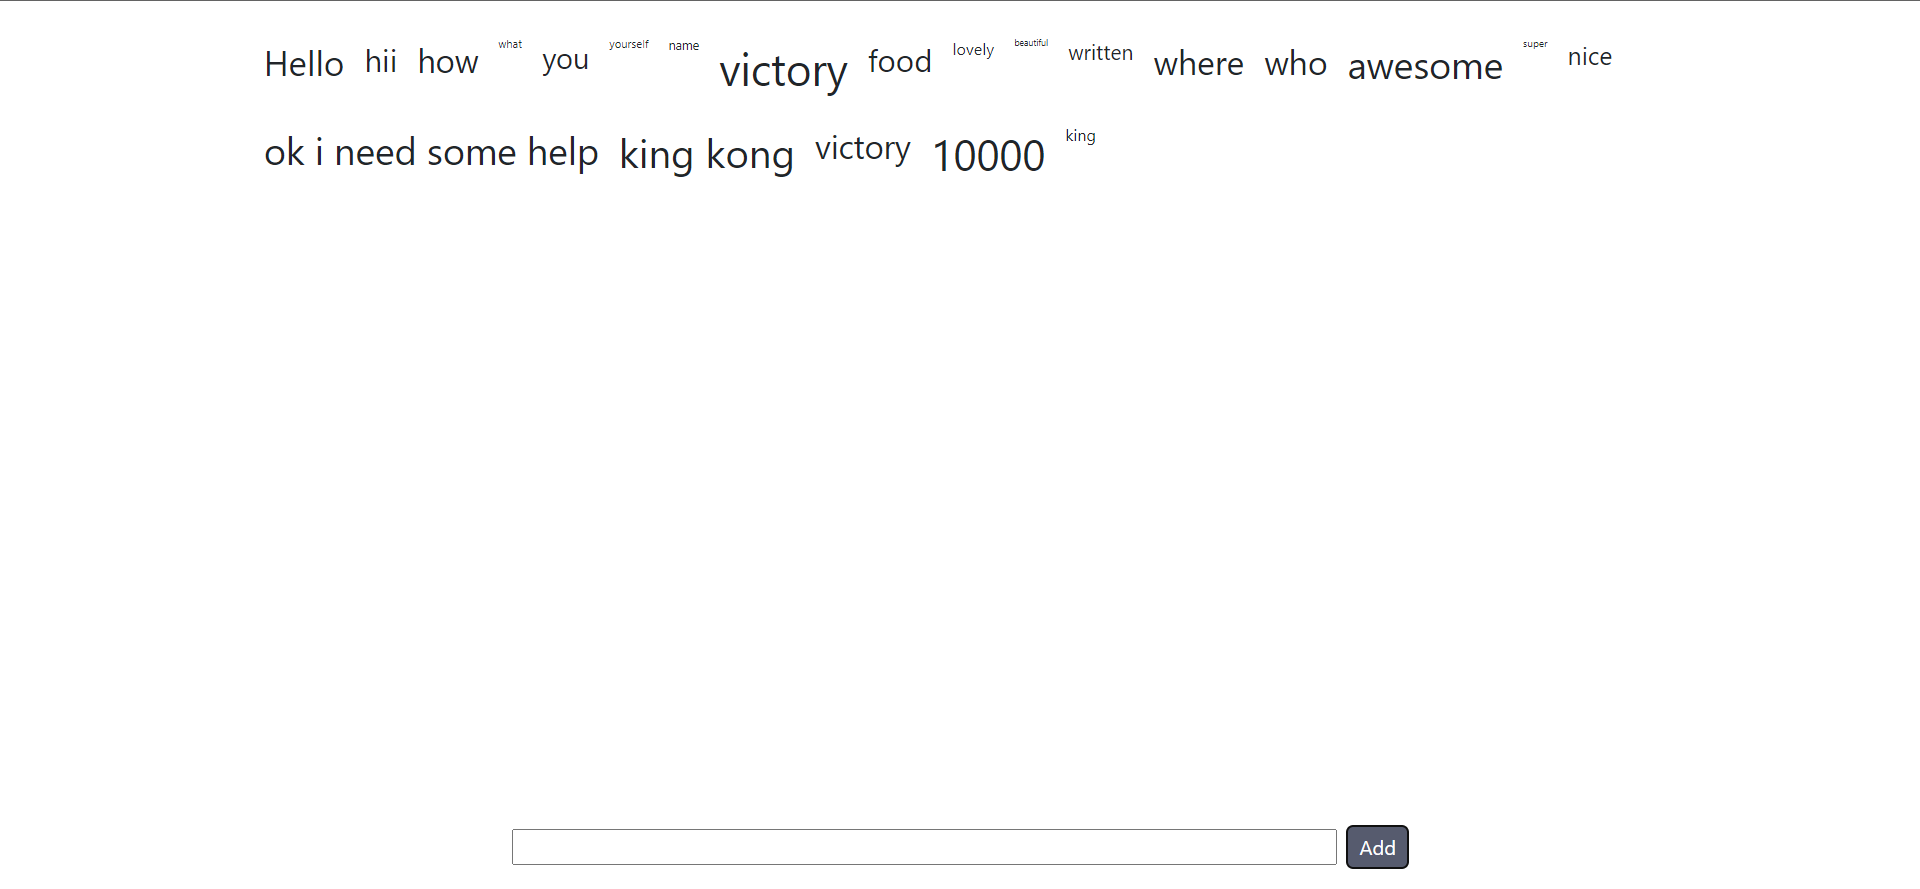 Hello hii how what you yourself name victory food lovely beautiful written where who awesome super nice
ok i need some help king kong victory 10000 king
Add